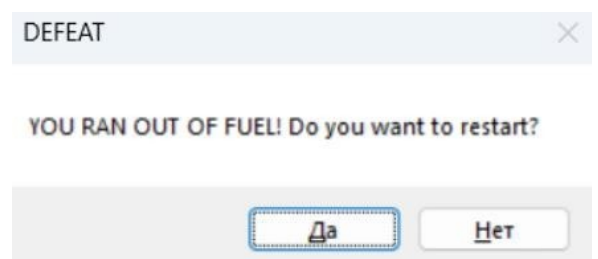 DEFEAT
YOU RAN OUT OF FUEL! Do you want to restart?
Да Нет